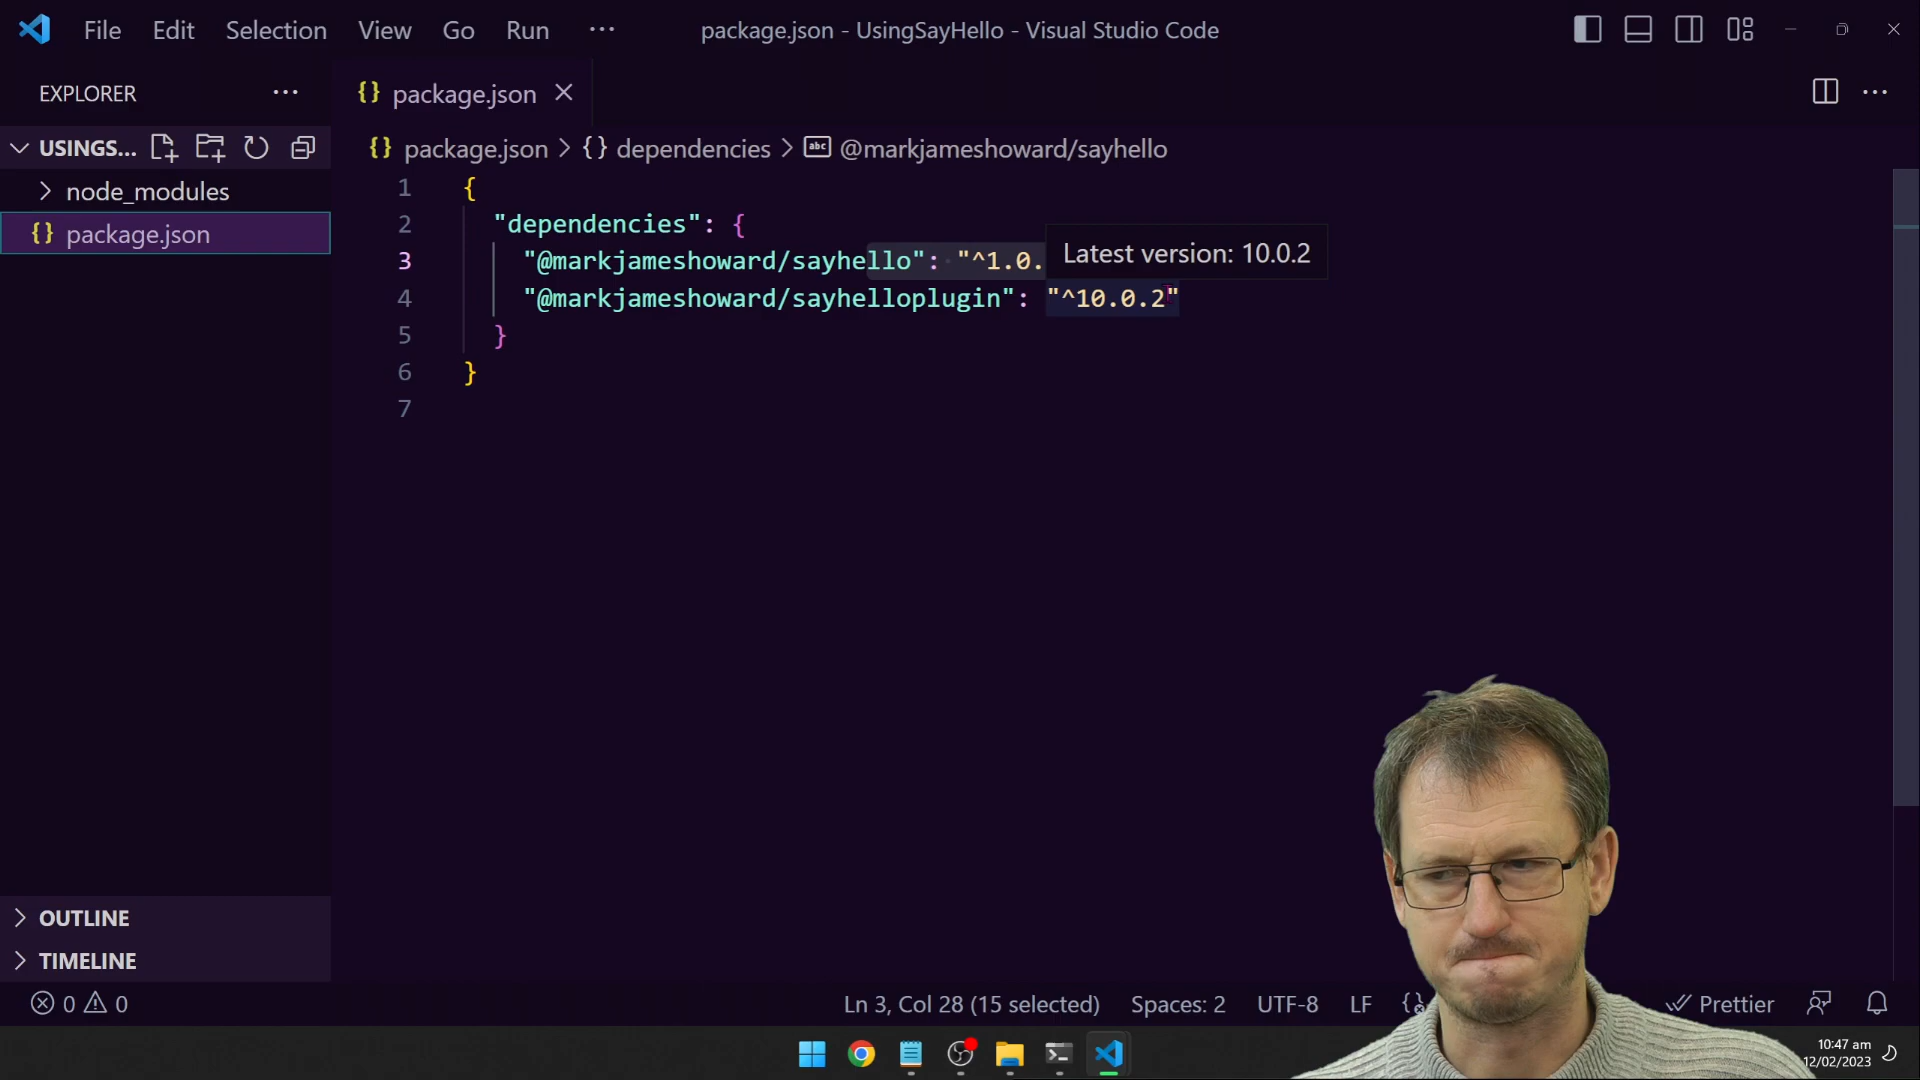 File Edit Selection View Go Run ··· package.json - UsingSayHello - Visual Studio Code
EXPLORER ···
{} package.json
USINGS...
{} package.json > {} dependencies > abc @markjameshoward/sayhello
node_modules
{} package.json
1 {
2 "dependencies": {
3 "@markjameshoward/sayhello": "^1.0.
Latest version: 10.0.2
4 "@markjameshoward/sayhelloplugin": "^10.0.2"
5 }
6 }
7
OUTLINE
TIMELINE
0 0 Ln 3, Col 28 (15 selected) Spaces: 2 UTF-8 LF Prettier
10:47 am
12/02/2023